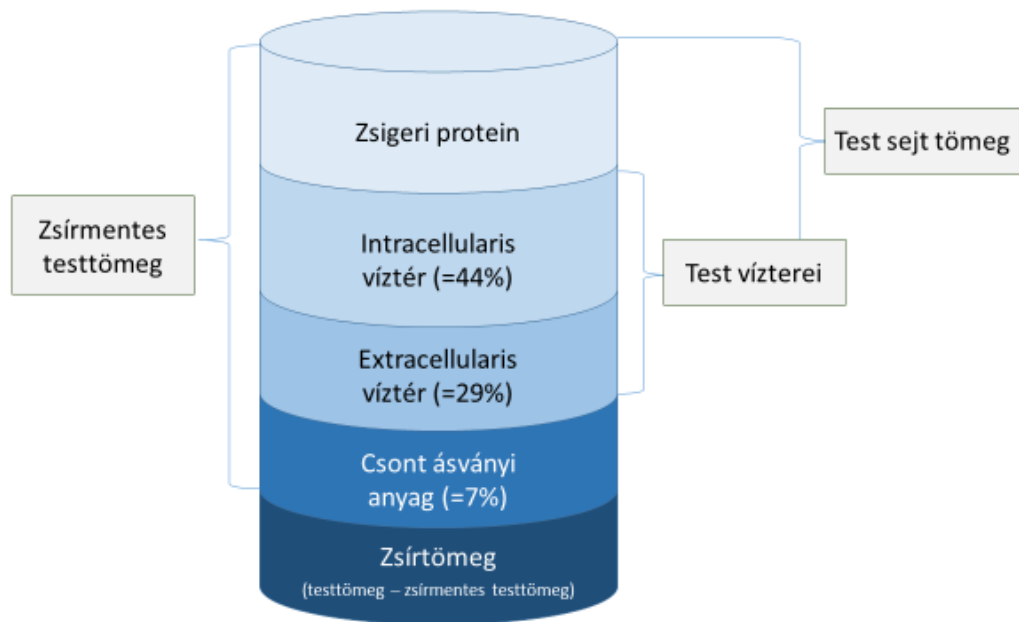 Zsigeri protein
Test sejt tömeg
Zsírmentes
testtömeg
Intracellularis
víztér (=44%)
Test vízterei
Extracellularis
víztér (=29%)
Csont ásványi
anyag (=7%)
Zsírtömeg
(testtömeg – zsírmentes testtömeg)